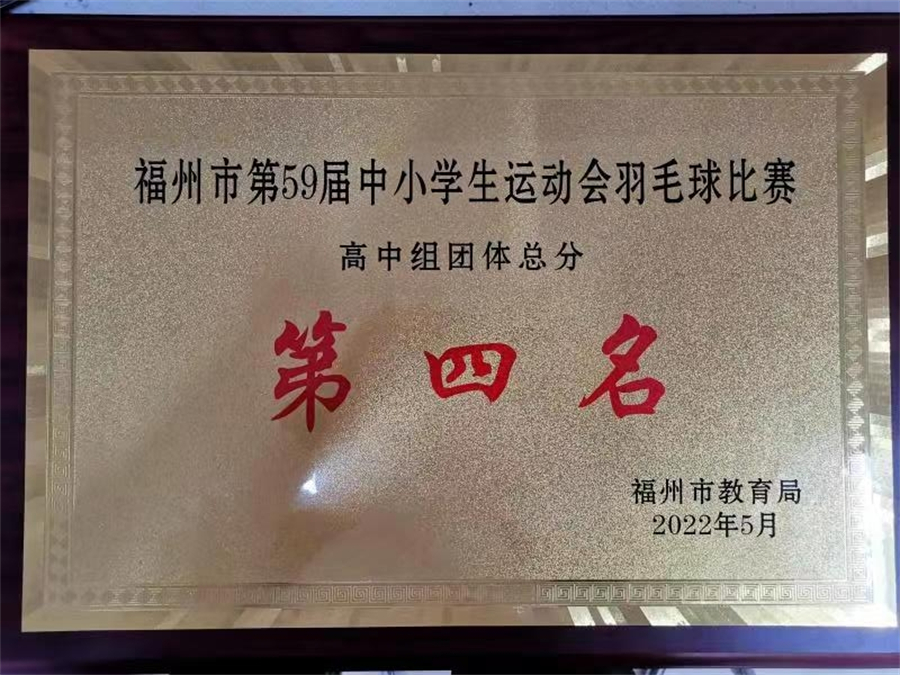 福州市第59届中小学生运动会羽毛球比赛
高中组团体总分
第四名
福州市教育局
2022年5月